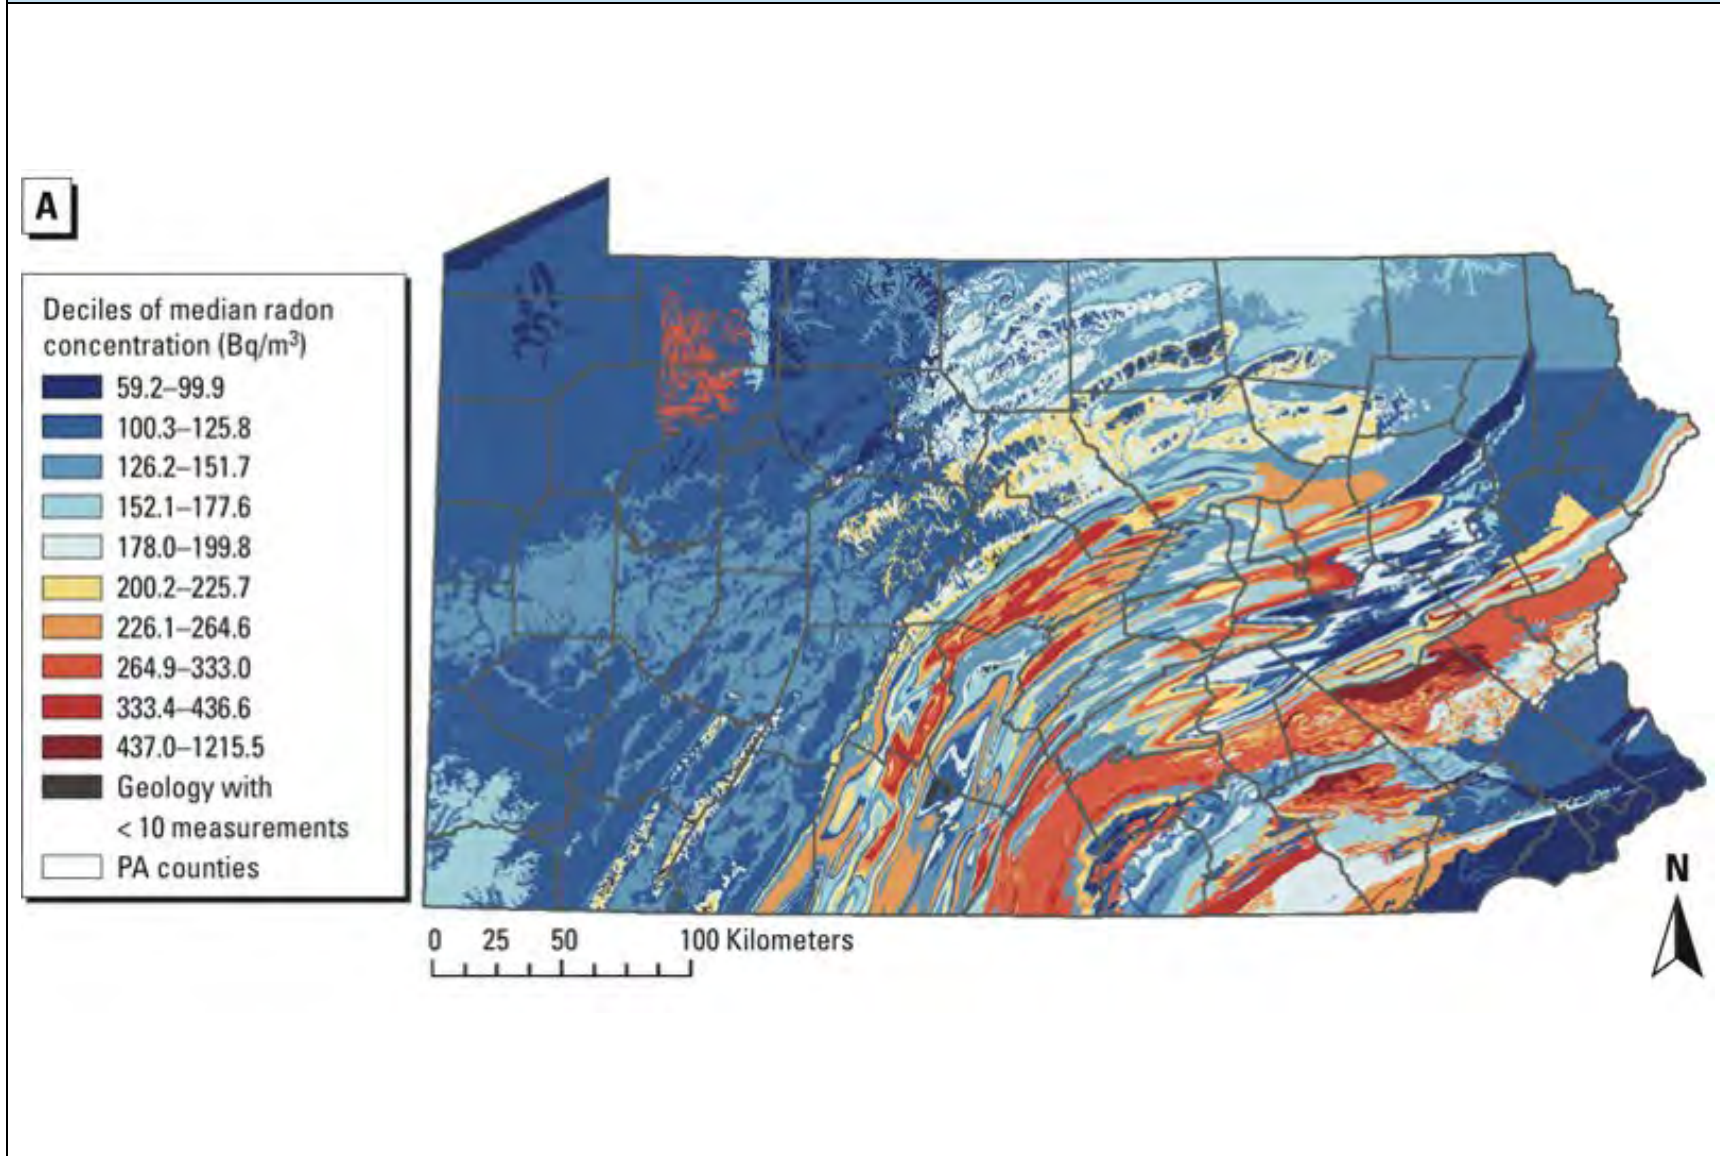 A
Deciles of median radon
concentration (Bq/m³)
59.2–99.9
100.3–125.8
126.2–151.7
152.1–177.6
178.0–199.8
200.2–225.7
226.1–264.6
264.9–333.0
333.4–436.6
437.0–1215.5
Geology with
< 10 measurements
PA counties
0 25 50 100 Kilometers
N